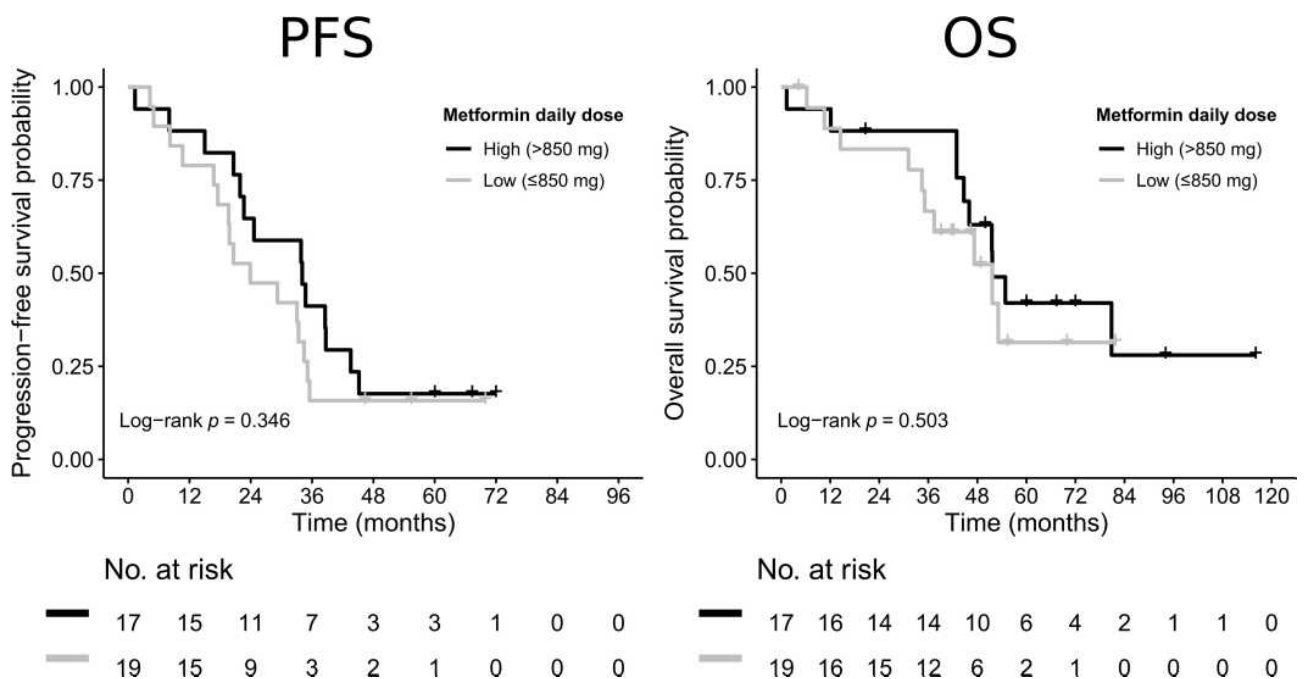 PFS
Progression−free survival probability
1.00
0.75
0.50
0.25
0.00
Metformin daily dose
High (>850 mg)
Low (≤850 mg)
Log−rank p = 0.346
0 12 24 36 48 60 72 84 96
Time (months)
No. at risk
17 15 11 7 3 3 1 0 0
19 15 9 3 2 1 0 0 0
OS
Overall survival probability
1.00
0.75
0.50
0.25
0.00
Metformin daily dose
High (>850 mg)
Low (≤850 mg)
Log−rank p = 0.503
0 12 24 36 48 60 72 84 96 108 120
Time (months)
No. at risk
17 16 14 14 10 6 4 2 1 1 0
19 16 15 12 6 2 1 0 0 0 0